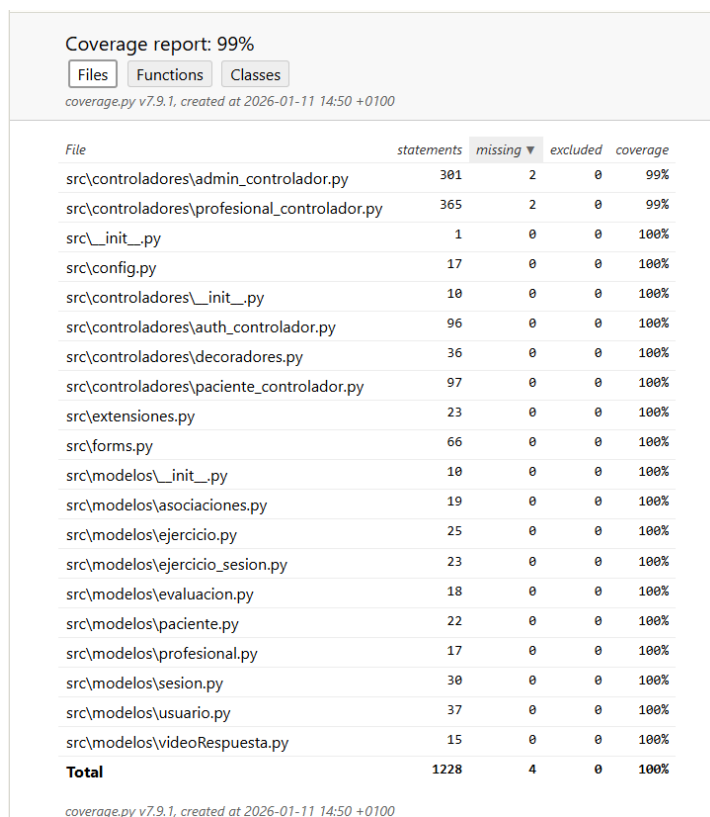 Coverage report: 99%
Files Functions Classes
coverage.py v7.9.1, created at 2026-01-11 14:50 +0100
File statements missing ▼ excluded coverage
src\controladores\admin_controlador.py 301 2 0 99%
src\controladores\profesional_controlador.py 365 2 0 99%
src\__init__.py 1 0 0 100%
src\config.py 17 0 0 100%
src\controladores\__init__.py 10 0 0 100%
src\controladores\auth_controlador.py 96 0 0 100%
src\controladores\decoradores.py 36 0 0 100%
src\controladores\paciente_controlador.py 97 0 0 100%
src\extensiones.py 23 0 0 100%
src\forms.py 66 0 0 100%
src\modelos\__init__.py 10 0 0 100%
src\modelos\asociaciones.py 19 0 0 100%
src\modelos\ejercicio.py 25 0 0 100%
src\modelos\ejercicio_sesion.py 23 0 0 100%
src\modelos\evaluacion.py 18 0 0 100%
src\modelos\paciente.py 22 0 0 100%
src\modelos\profesional.py 17 0 0 100%
src\modelos\sesion.py 30 0 0 100%
src\modelos\usuario.py 37 0 0 100%
src\modelos\videoRespuesta.py 15 0 0 100%
Total 1228 4 0 100%
coverage.py v7.9.1, created at 2026-01-11 14:50 +0100